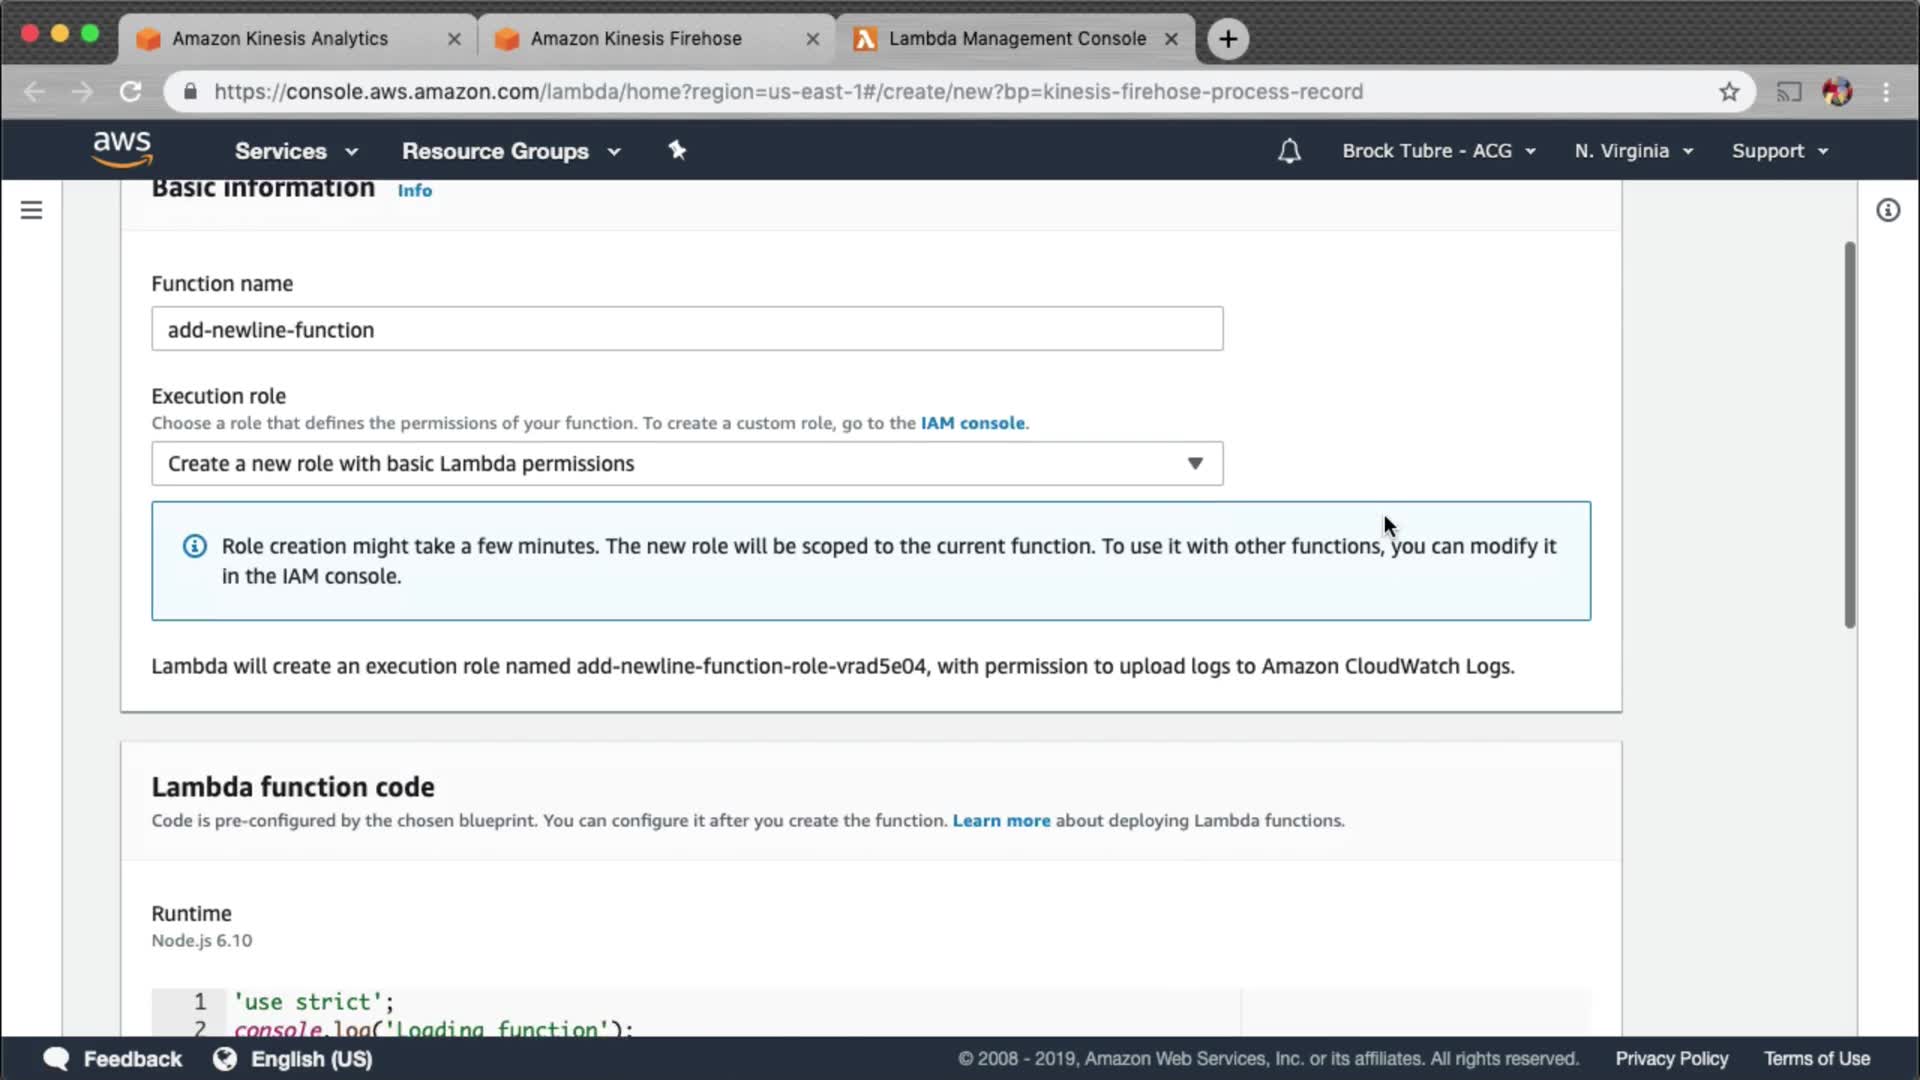 Amazon Kinesis Analytics
Amazon Kinesis Firehose
Lambda Management Console
https://console.aws.amazon.com/lambda/home?region=us-east-1#/create/new?bp=kinesis-firehose-process-record
aws
Services
Resource Groups
Brock Tubre - ACG
N. Virginia
Support
Basic information Info
Function name
add-newline-function
Execution role
Choose a role that defines the permissions of your function. To create a custom role, go to the IAM console.
Create a new role with basic Lambda permissions
Role creation might take a few minutes. The new role will be scoped to the current function. To use it with other functions, you can modify it
in the IAM console.
Lambda will create an execution role named add-newline-function-role-vrad5e04, with permission to upload logs to Amazon CloudWatch Logs.
Lambda function code
Code is pre-configured by the chosen blueprint. You can configure it after you create the function. Learn more about deploying Lambda functions.
Runtime
Node.js 6.10
1 'use strict';
2 console.log('Loading function');
Feedback
English (US)
© 2008 - 2019, Amazon Web Services, Inc. or its affiliates. All rights reserved.
Privacy Policy
Terms of Use